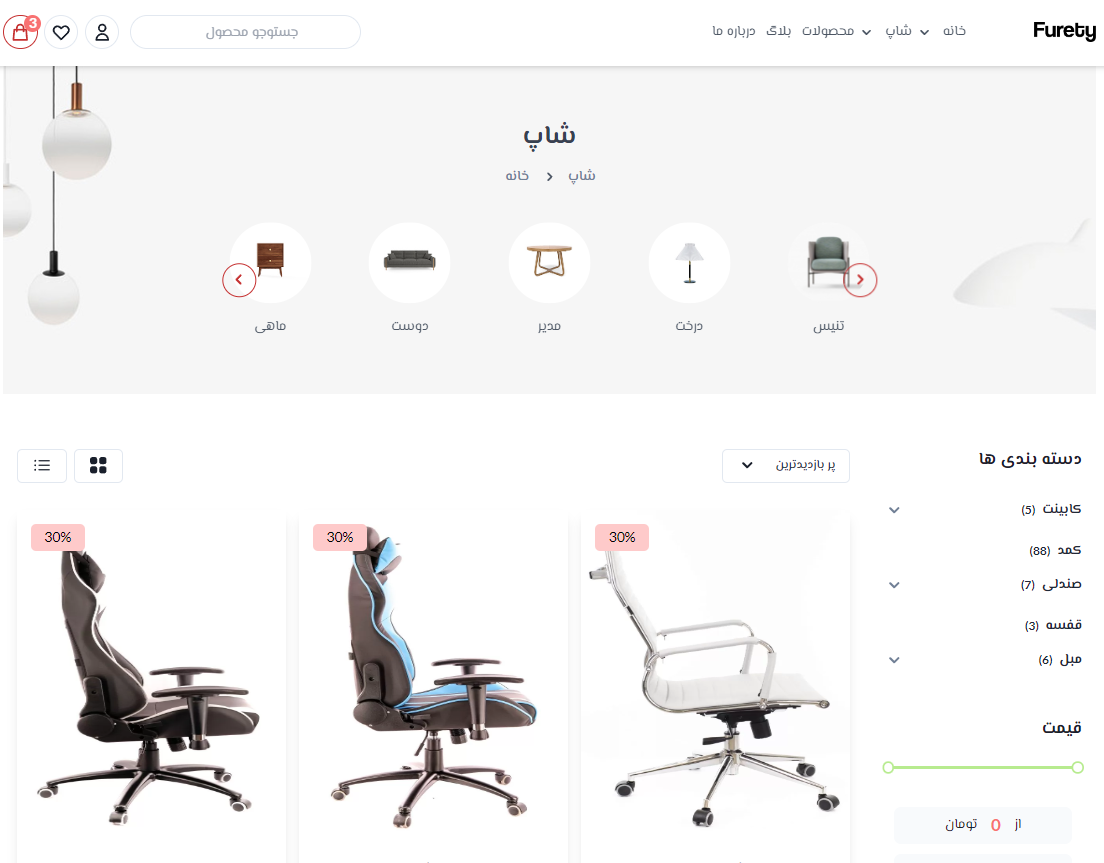 Furety
خانه
شاپ
محصولات
بلاگ
درباره ما
جستوجو محصول
3
شاپ
شاپ
خانه
تنیس
درخت
مدیر
دوست
ماهی
دسته بندی ها
کابینت (5)
کمد (88)
صندلی (7)
قفسه (3)
مبل (6)
قیمت
از 0 تومان
پر بازدیدترین
30%
30%
30%